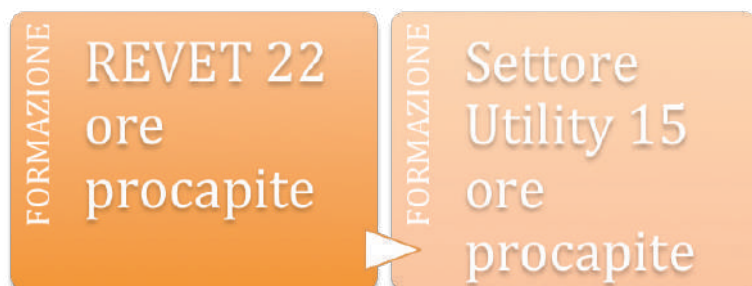 FORMAZIONE
REVET 22
ore
procapite
FORMAZIONE
Settore
Utility 15
ore
procapite